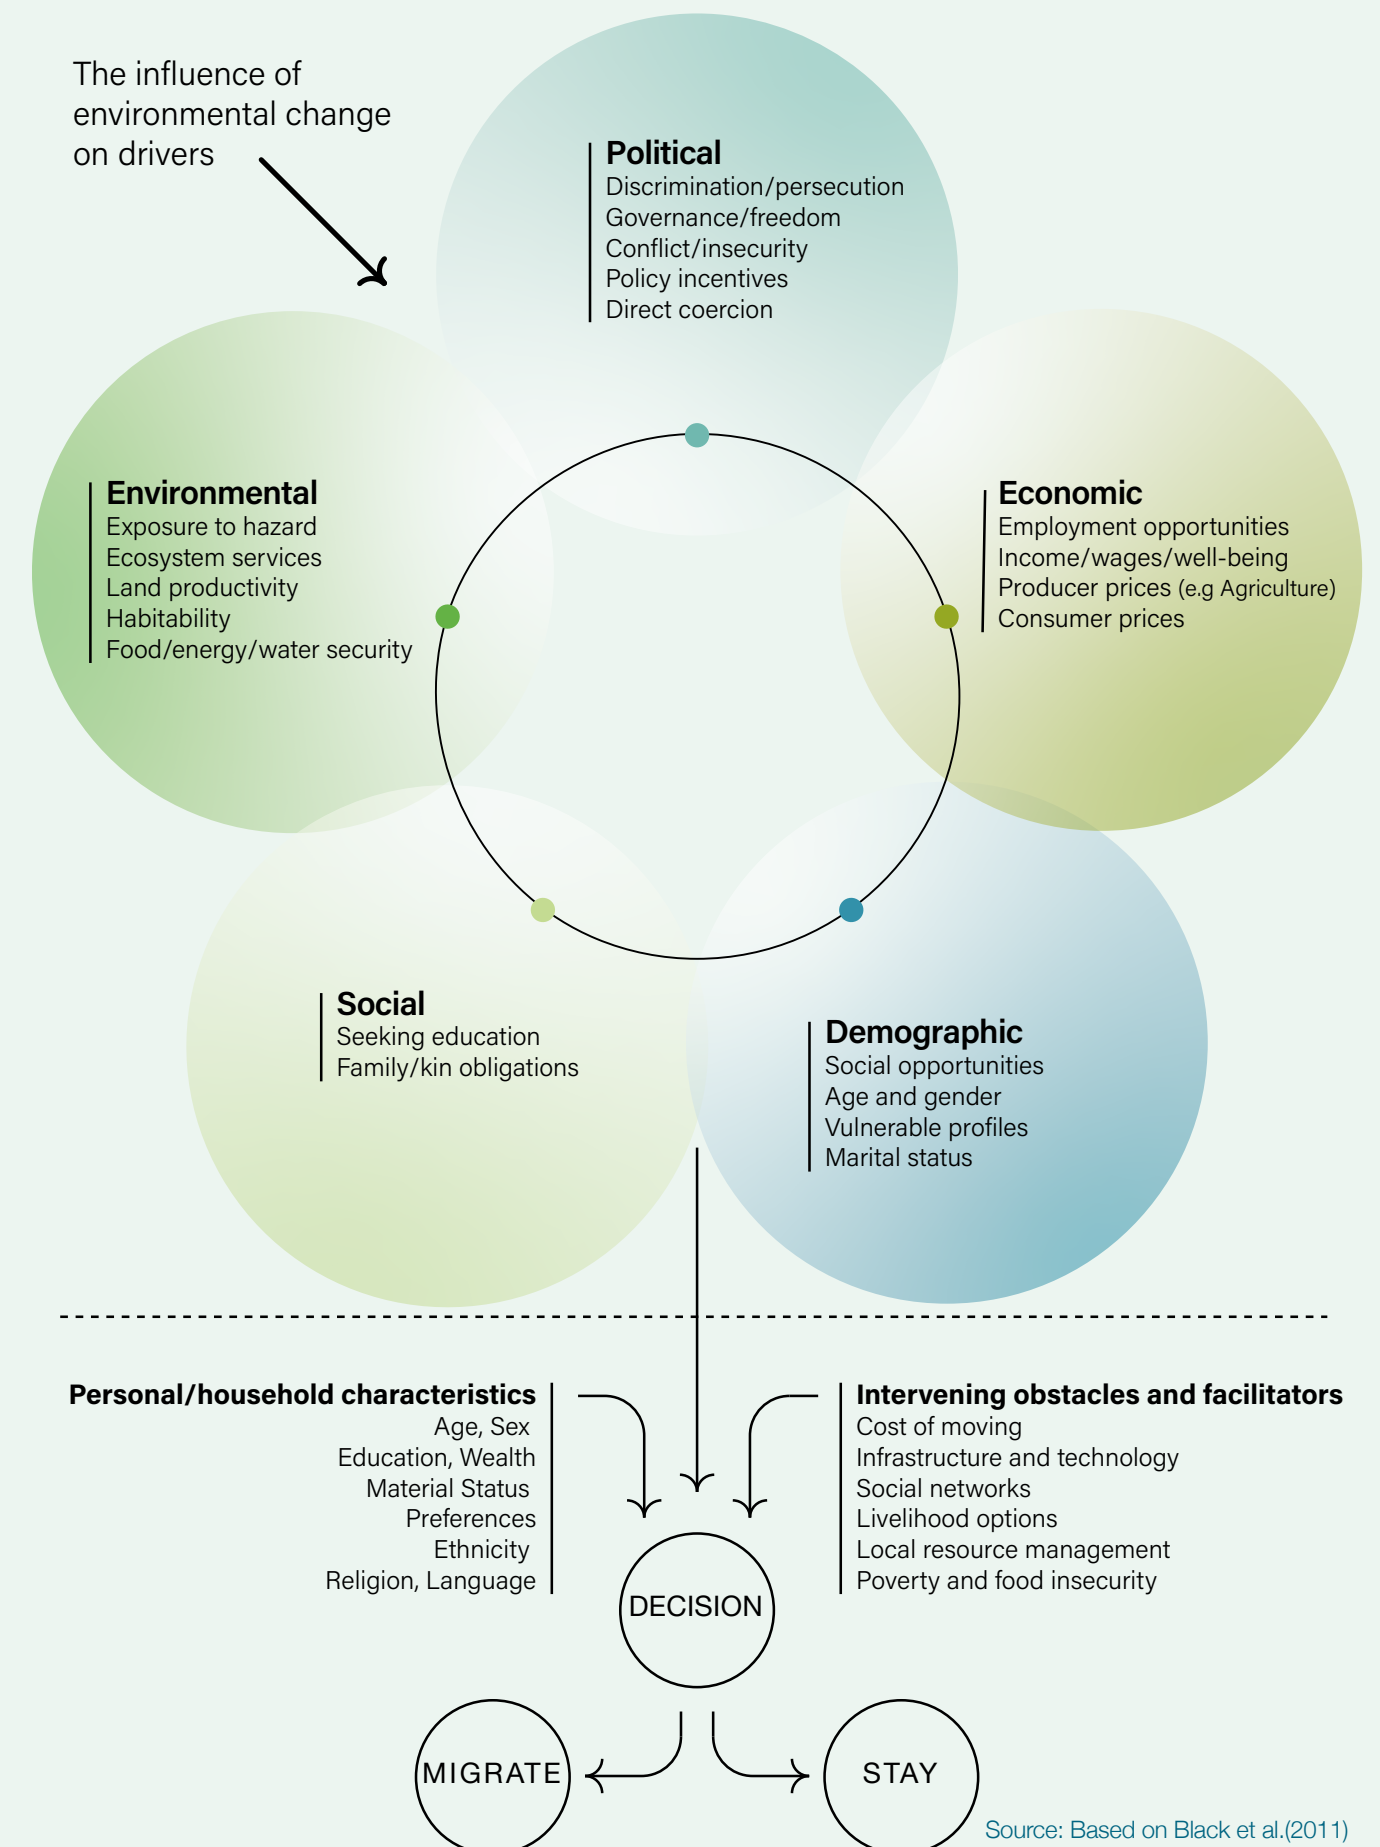 The influence of
environmental change
on drivers
Political
Discrimination/persecution
Governance/freedom
Conflict/insecurity
Policy incentives
Direct coercion
Environmental
Exposure to hazard
Ecosystem services
Land productivity
Habitability
Food/energy/water security
Economic
Employment opportunities
Income/wages/well-being
Producer prices (e.g Agriculture)
Consumer prices
Social
Seeking education
Family/kin obligations
Demographic
Social opportunities
Age and gender
Vulnerable profiles
Marital status
Personal/household characteristics
Age, Sex
Education, Wealth
Material Status
Preferences
Ethnicity
Religion, Language
Intervening obstacles and facilitators
Cost of moving
Infrastructure and technology
Social networks
Livelihood options
Local resource management
Poverty and food insecurity
DECISION
MIGRATE
STAY
Source: Based on Black et al.(2011)